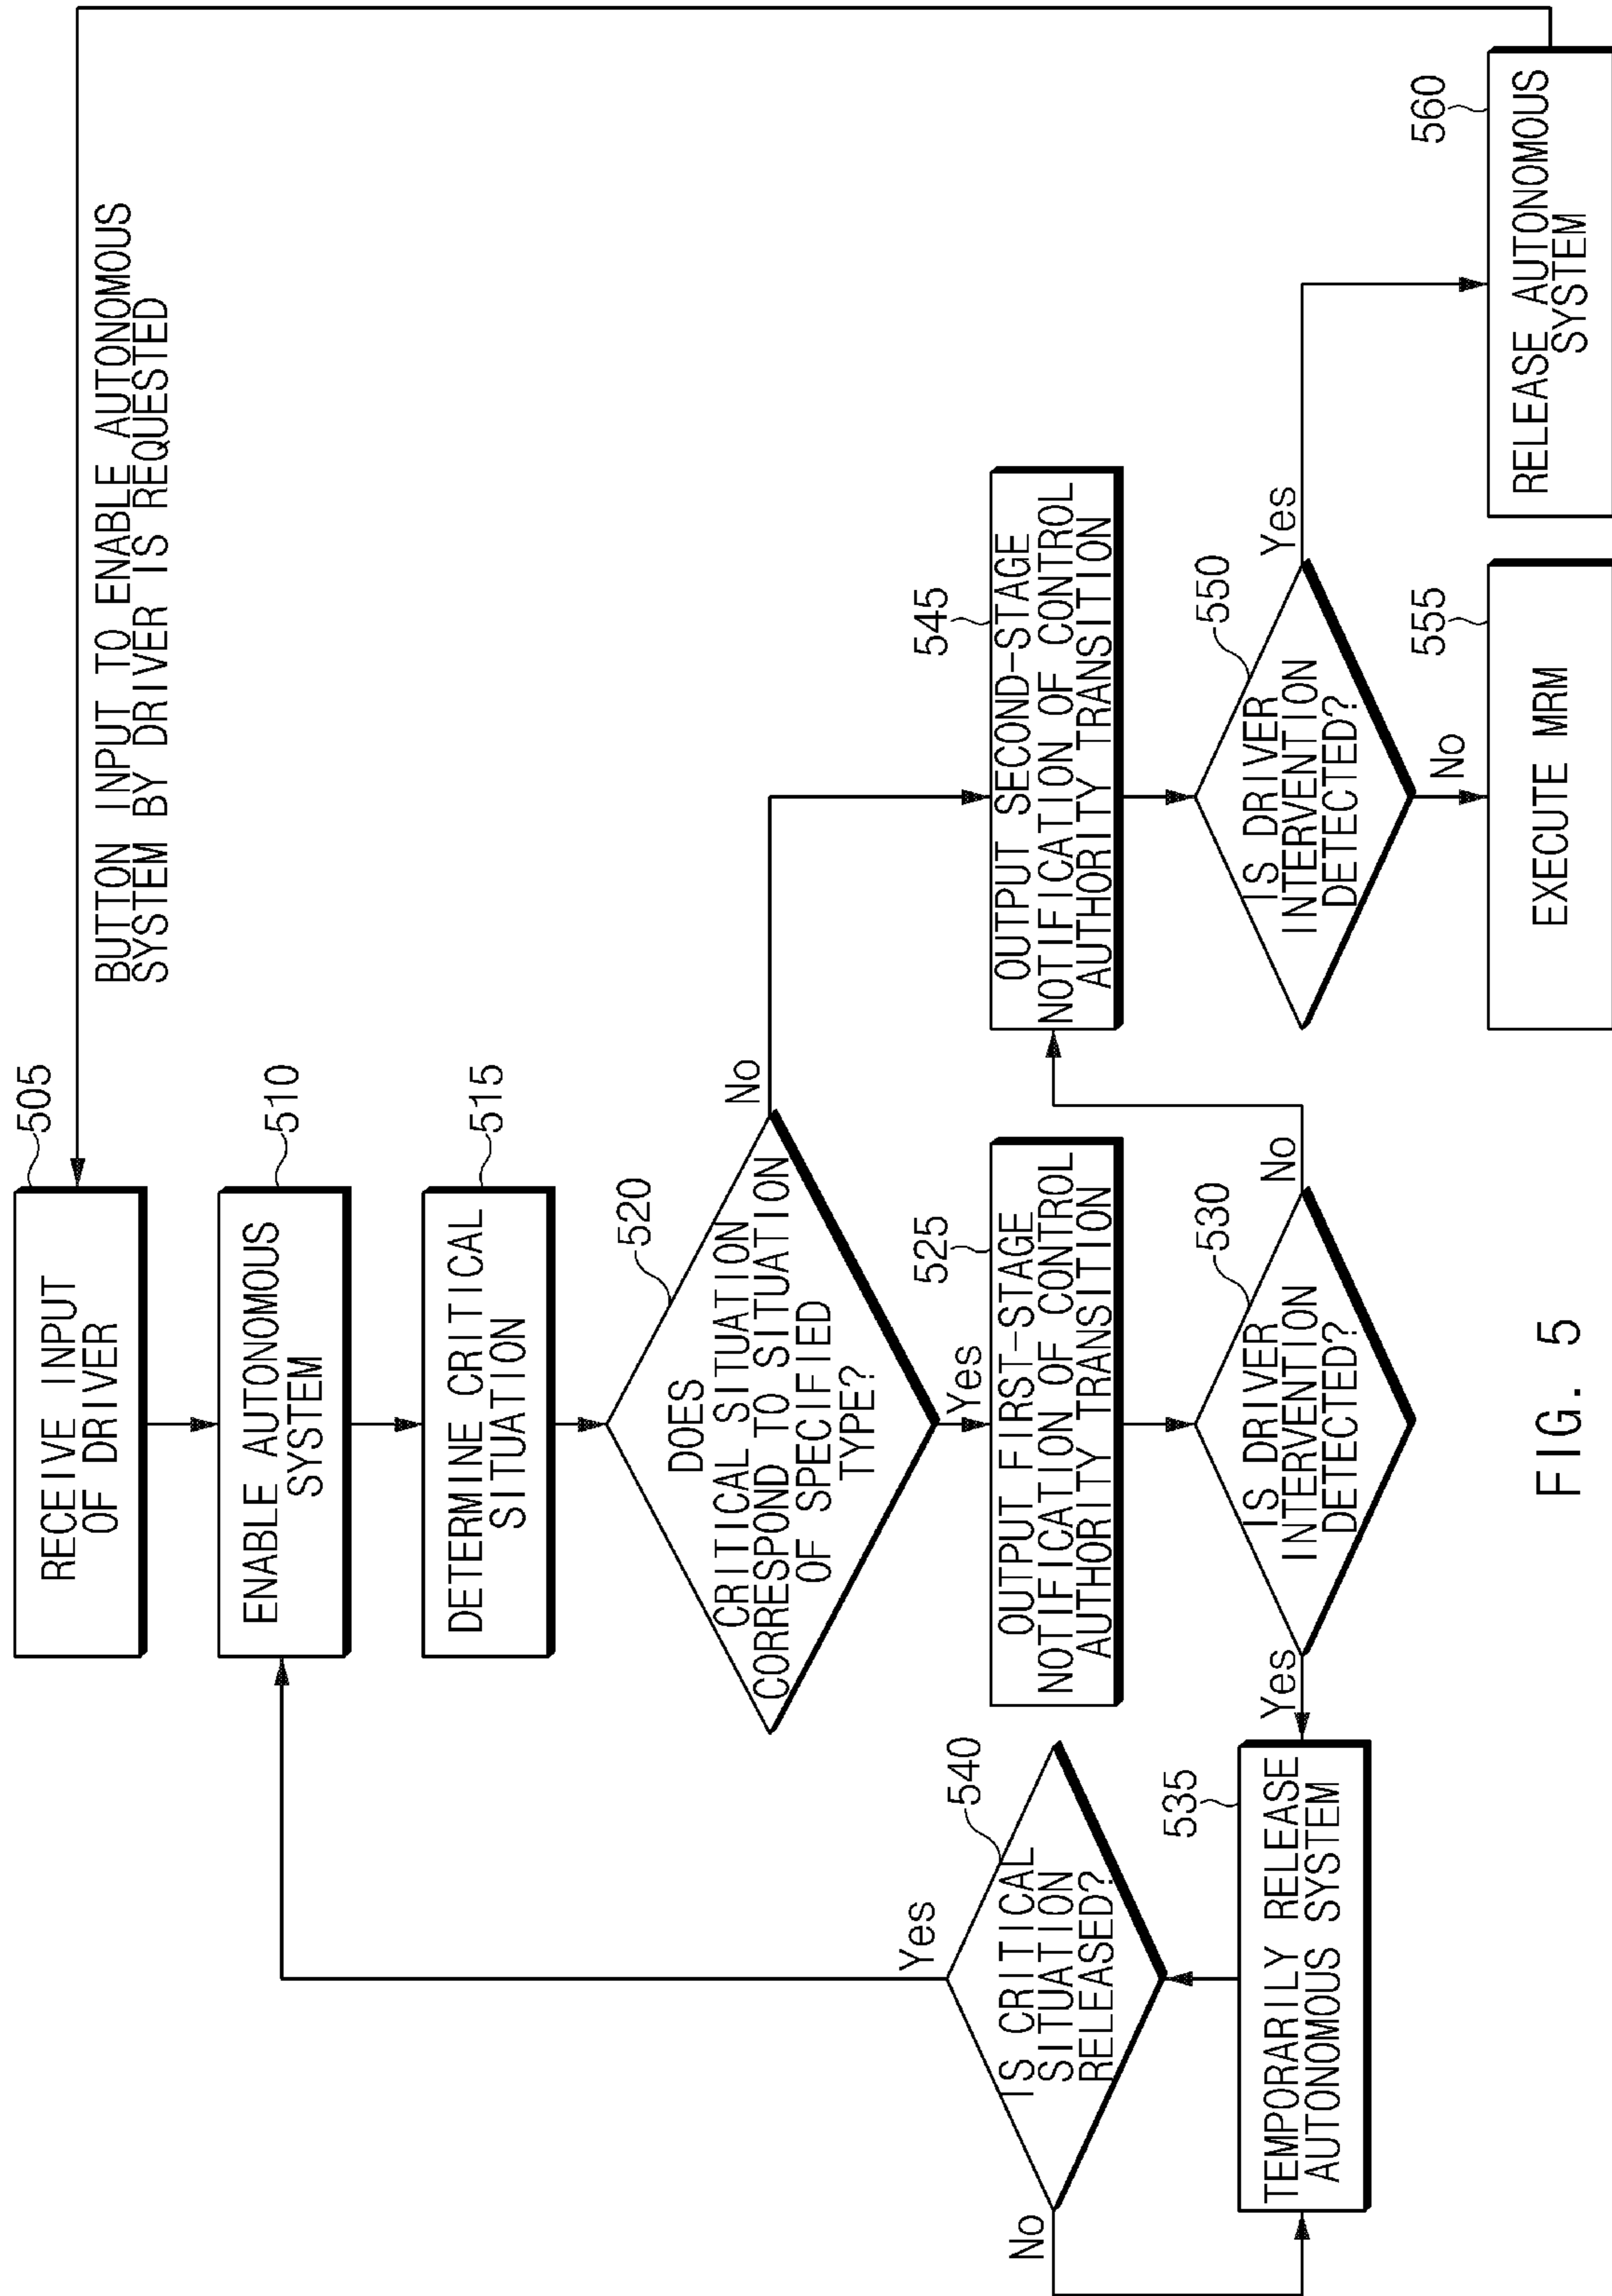 505
RECEIVE INPUT
OF DRIVER
BUTTON INPUT TO ENABLE AUTONOMOUS
SYSTEM BY DRIVER IS REQUESTED
510
ENABLE AUTONOMOUS
SYSTEM
515
DETERMINE CRITICAL
SITUATION
520
DOES
CRITICAL SITUATION
CORRESPOND TO SITUATION
OF SPECIFIED
TYPE?
No
Yes
525
OUTPUT FIRST-STAGE
NOTIFICATION OF CONTROL
AUTHORITY TRANSITION
530
IS DRIVER
INTERVENTION
DETECTED?
Yes
No
535
TEMPORARILY RELEASE
AUTONOMOUS SYSTEM
540
IS CRITICAL
SITUATION
RELEASED?
Yes
No
545
OUTPUT SECOND-STAGE
NOTIFICATION OF CONTROL
AUTHORITY TRANSITION
550
IS DRIVER
INTERVENTION
DETECTED?
Yes
No
555
EXECUTE MRM
560
RELEASE AUTONOMOUS
SYSTEM
FIG. 5